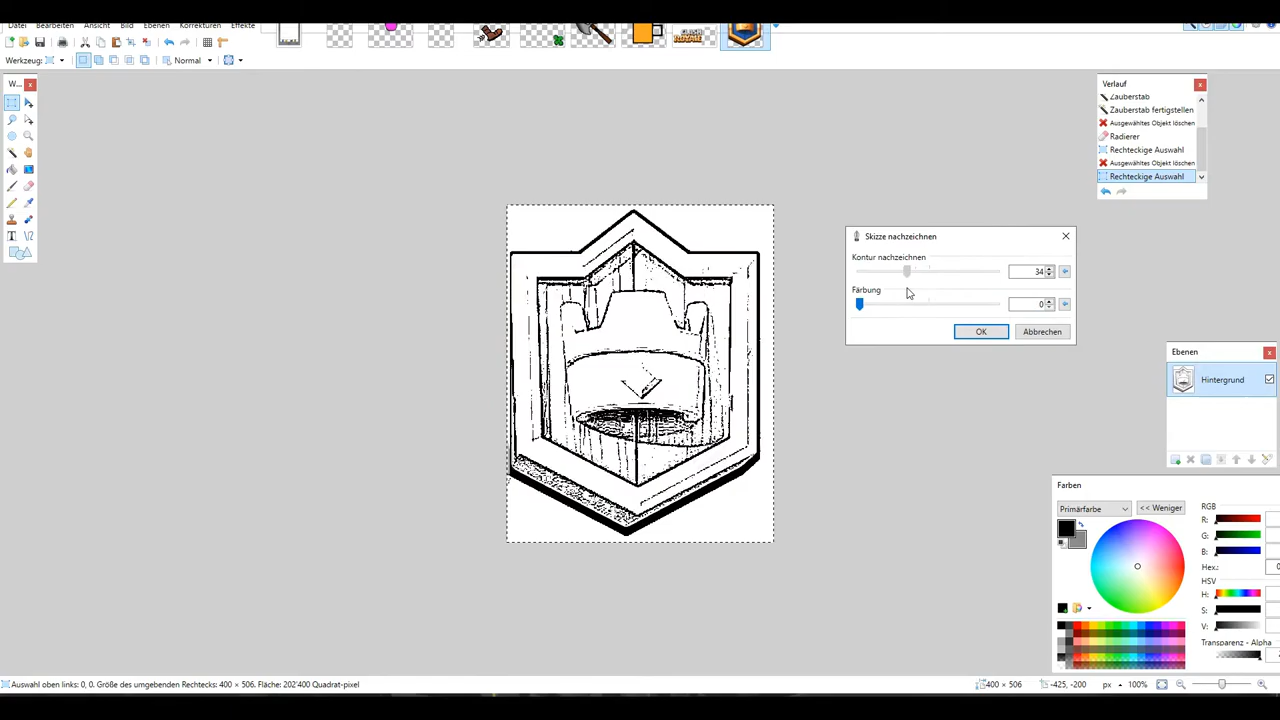 Datei Bearbeiten Ansicht Bild Ebenen Korrekturen Effekte
CLASH
ROYALE
Werkzeug: Normal
W...
Verlauf
Zauberstab
Zauberstab fertigstellen
Ausgewähltes Objekt löschen
Radierer
Rechteckige Auswahl
Ausgewähltes Objekt löschen
Rechteckige Auswahl
Skizze nachzeichnen
Kontur nachzeichnen
34
Färbung
0
OK Abbrechen
Ebenen
Hintergrund
Farben
Primärfarbe << Weniger
RGB
R:
G:
B:
Hex:
HSV
H:
S:
V:
Transparenz - Alpha
Auswahl oben links: 0, 0. Größe des umgebenden Rechtecks: 400 × 506. Fläche: 202'400 Quadrat-pixel
400 × 506 -425, -200 px 100%